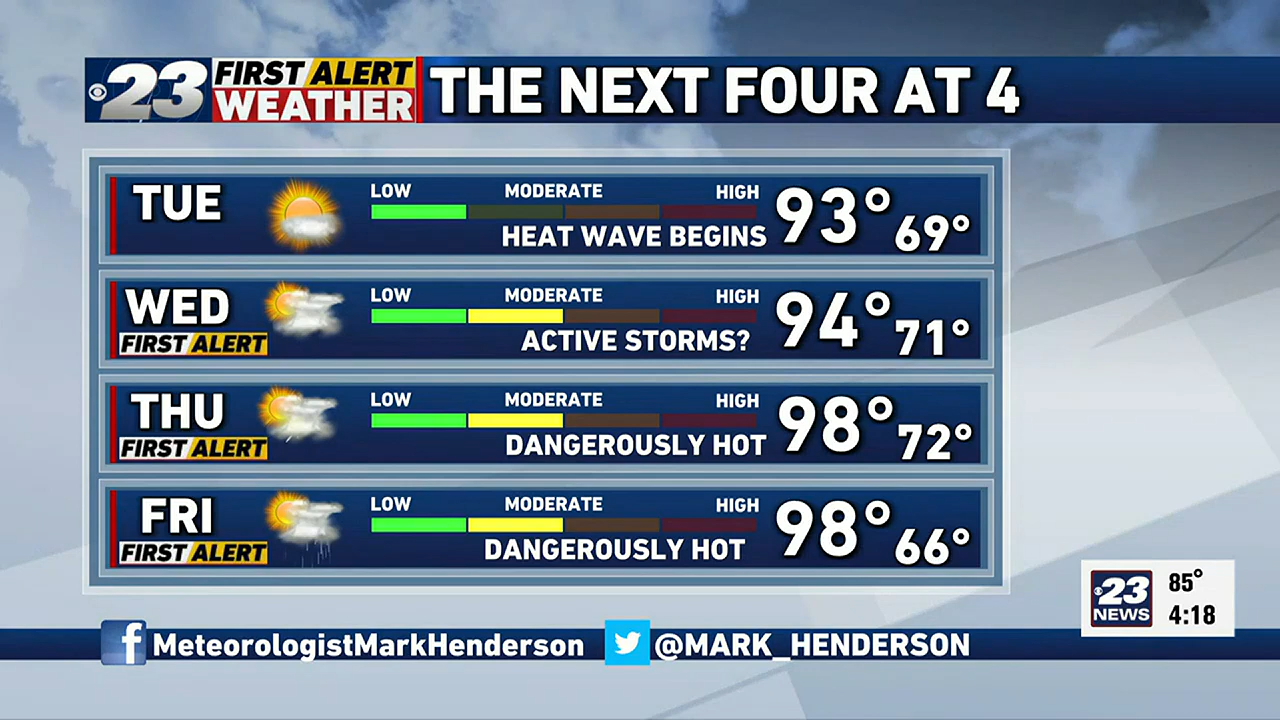 23 FIRST ALERT WEATHER THE NEXT FOUR AT 4
TUE LOW MODERATE HIGH 93° 69°
HEAT WAVE BEGINS
WED LOW MODERATE HIGH 94° 71°
FIRST ALERT ACTIVE STORMS?
THU LOW MODERATE HIGH 98° 72°
FIRST ALERT DANGEROUSLY HOT
FRI LOW MODERATE HIGH 98° 66°
FIRST ALERT DANGEROUSLY HOT
23 NEWS 85°
4:18
f MeteorologistMarkHenderson @MARK_HENDERSON